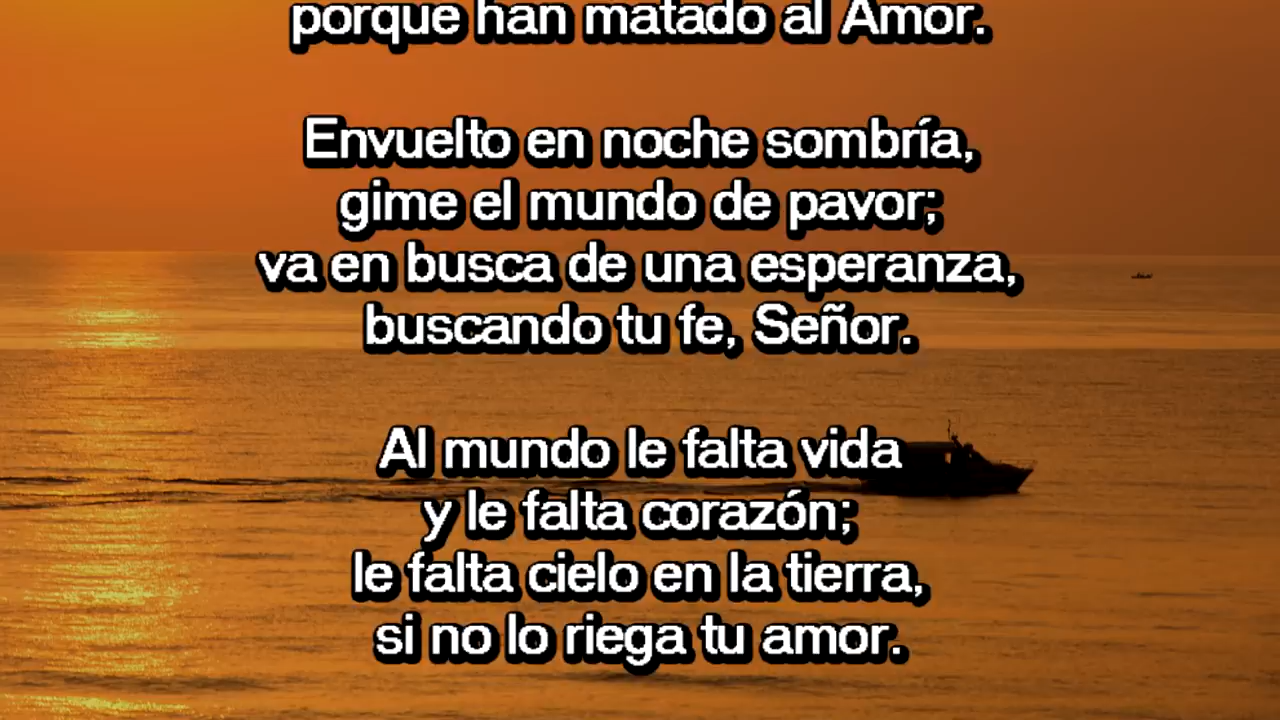 porque han matado al Amor.
Envuelto en noche sombría,
gime el mundo de pavor;
va en busca de una esperanza,
buscando tu fe, Señor.
Al mundo le falta vida
y le falta corazón;
le falta cielo en la tierra,
si no lo riega tu amor.